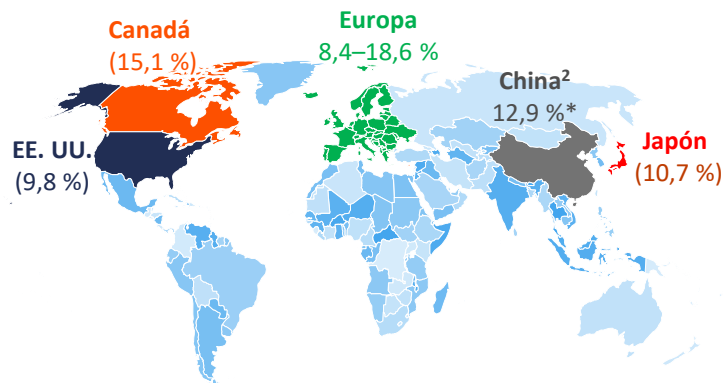 Canadá
(15,1 %)
Europa
8,4–18,6 %
China²
12,9 %*
EE. UU.
(9,8 %)
Japón
(10,7 %)